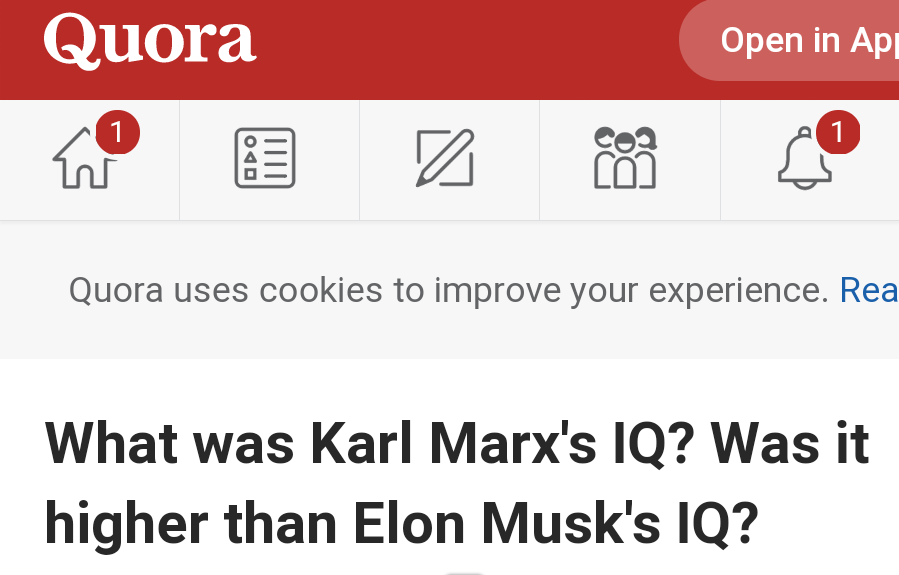 Quora
Open in App
1
1
Quora uses cookies to improve your experience. Rea
What was Karl Marx's IQ? Was it
higher than Elon Musk's IQ?